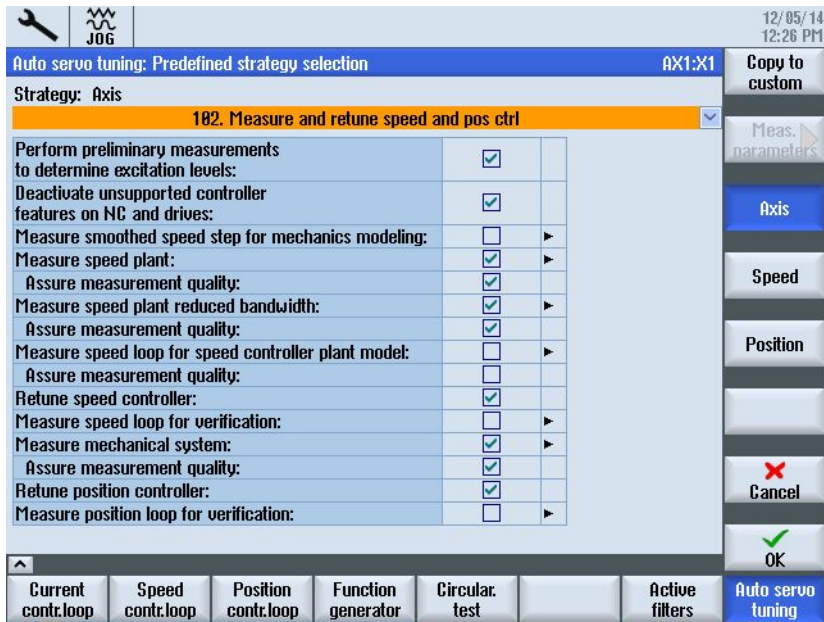 12/05/14
JOG
12:26 PM
Auto servo tuning: Predefined strategy selection AX1:X1
Copy to
custom
Strategy: Axis
102. Measure and retune speed and pos ctrl
Meas.
parameters
Perform preliminary measurements
to determine excitation levels:
Deactivate unsupported controller
features on NC and drives:
Axis
Measure smoothed speed step for mechanics modeling:
Measure speed plant:
Assure measurement quality:
Speed
Measure speed plant reduced bandwidth:
Assure measurement quality:
Measure speed loop for speed controller plant model:
Position
Assure measurement quality:
Retune speed controller:
Measure speed loop for verification:
Measure mechanical system:
Assure measurement quality:
Retune position controller:
Cancel
Measure position loop for verification:
OK
Current
contr.loop
Speed
contr.loop
Position
contr.loop
Function
generator
Circular.
test
Active
filters
Auto servo
tuning